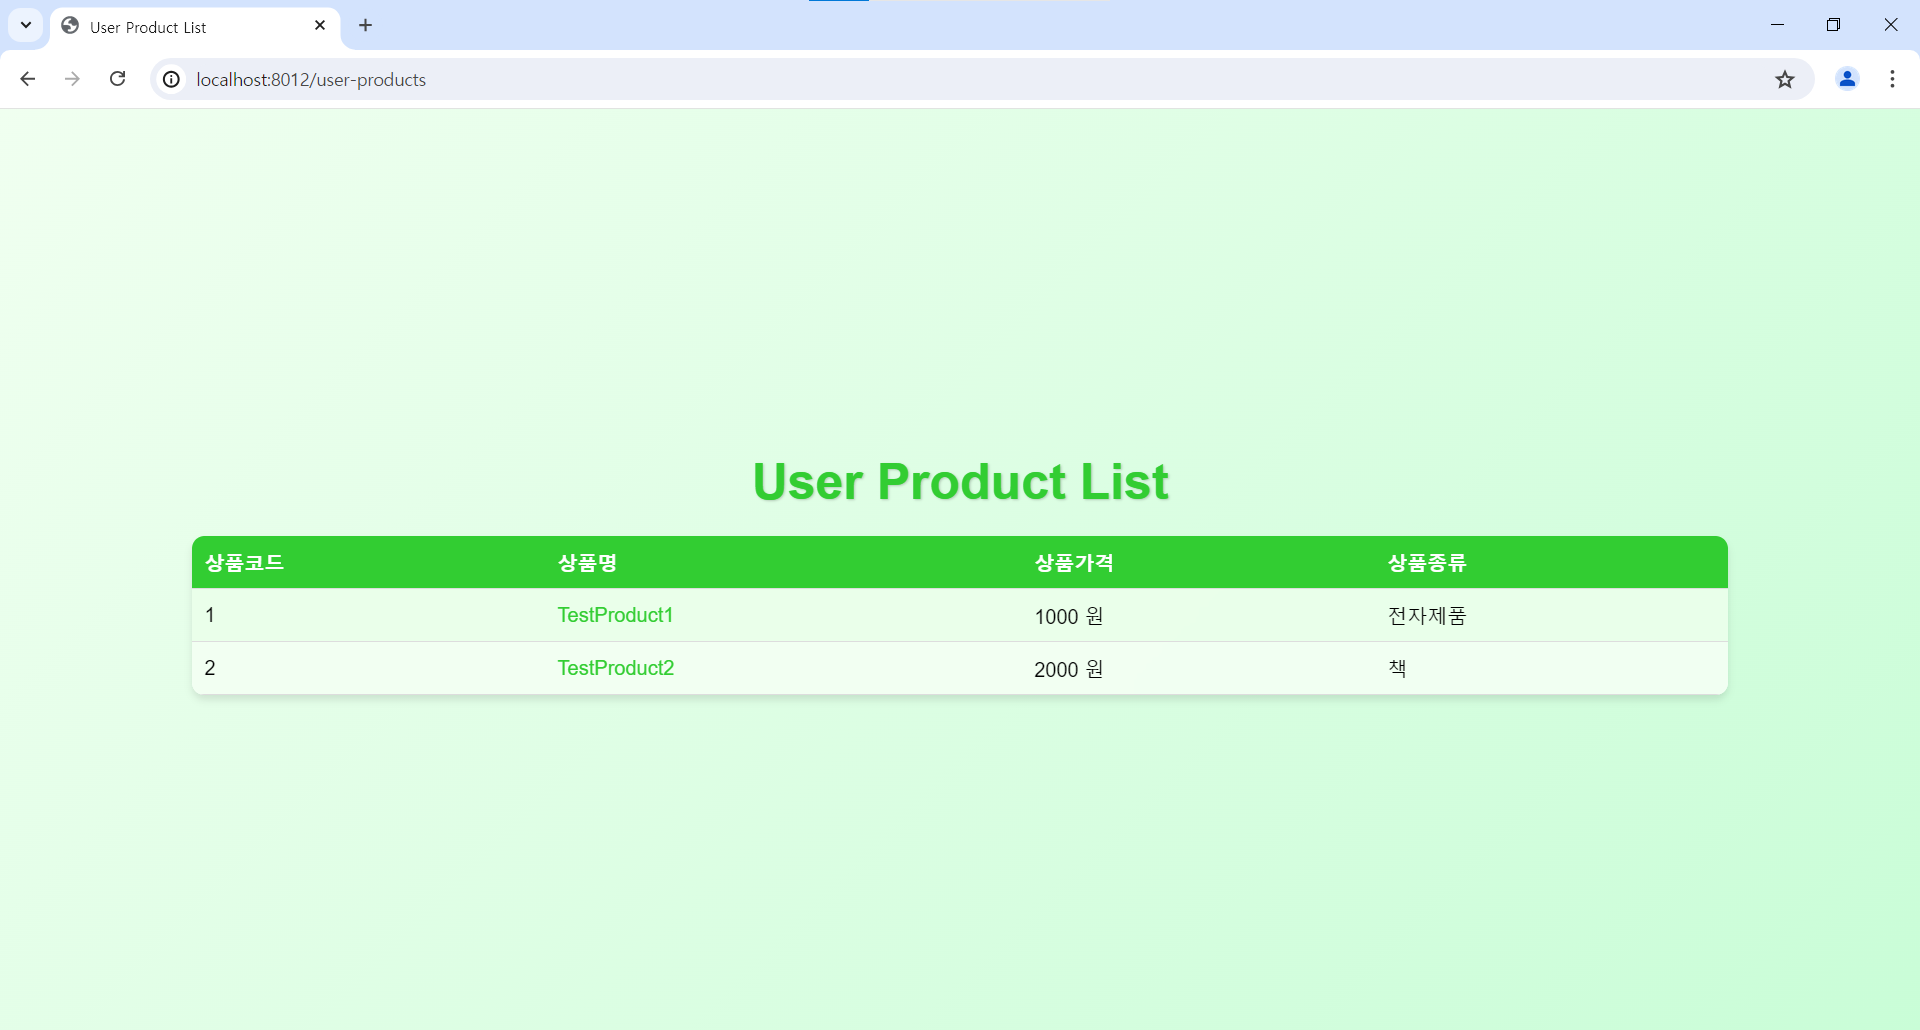 User Product List
localhost:8012/user-products
User Product List
상품코드 상품명 상품가격 상품종류
1 TestProduct1 1000 원 전자제품
2 TestProduct2 2000 원 책